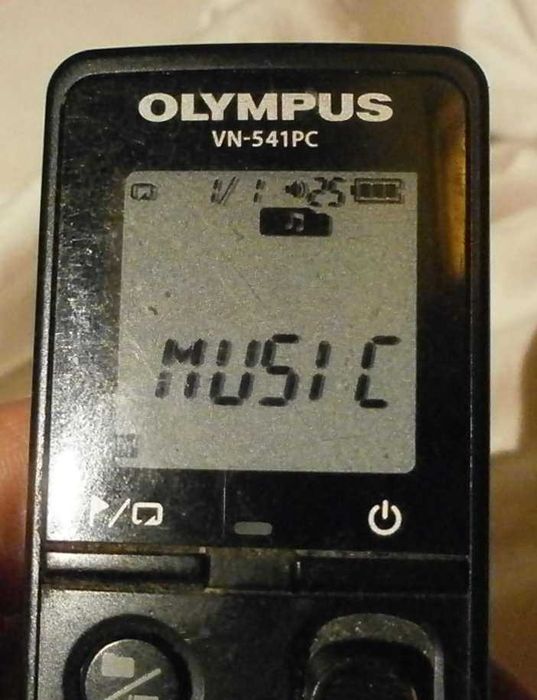 OLYMPUS
VN-541PC
1/ 1 25
MUSIC